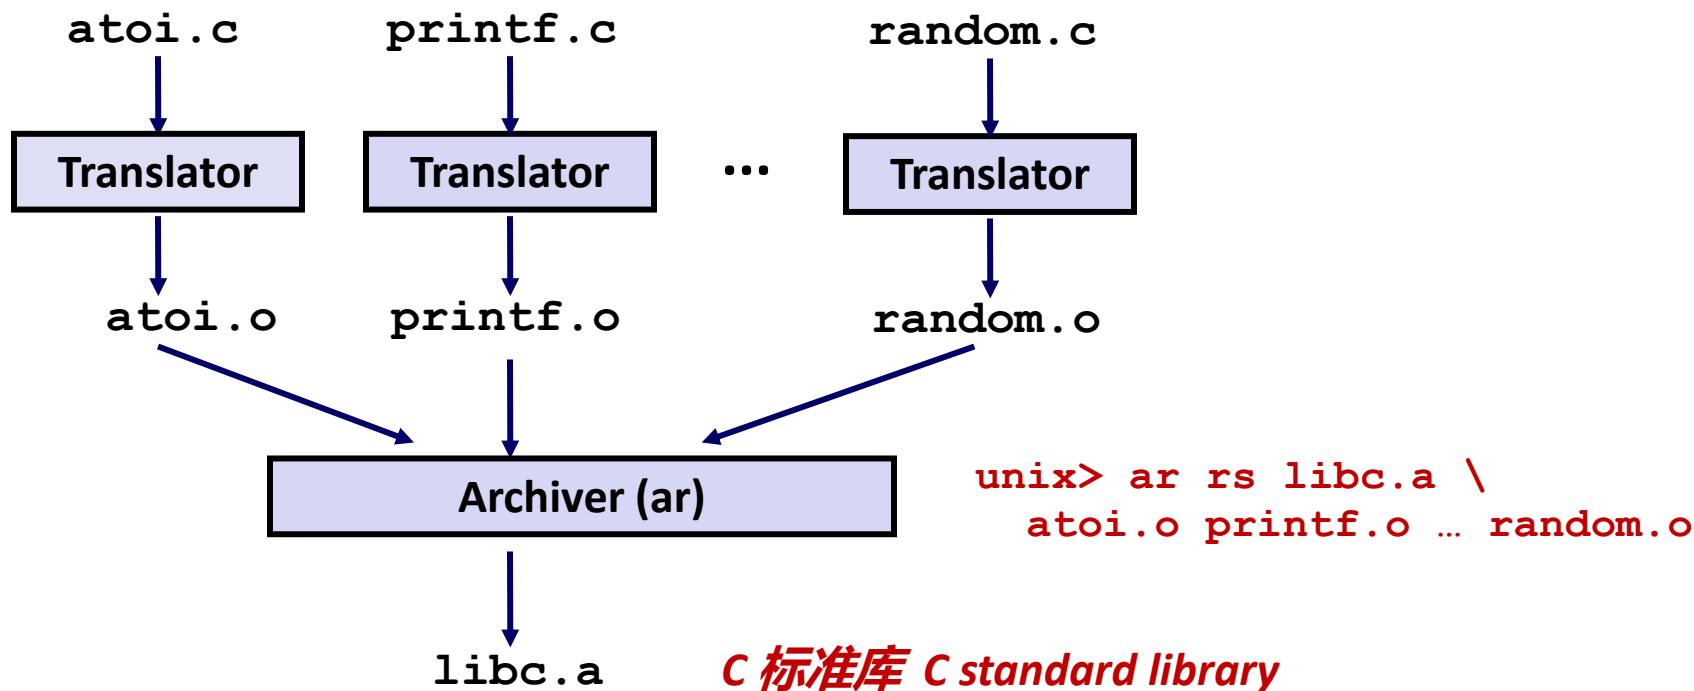 atoi.c printf.c random.c
Translator Translator ... Translator
atoi.o printf.o random.o
Archiver (ar)
unix> ar rs libc.a \
atoi.o printf.o … random.o
libc.a C 标准库 C standard library